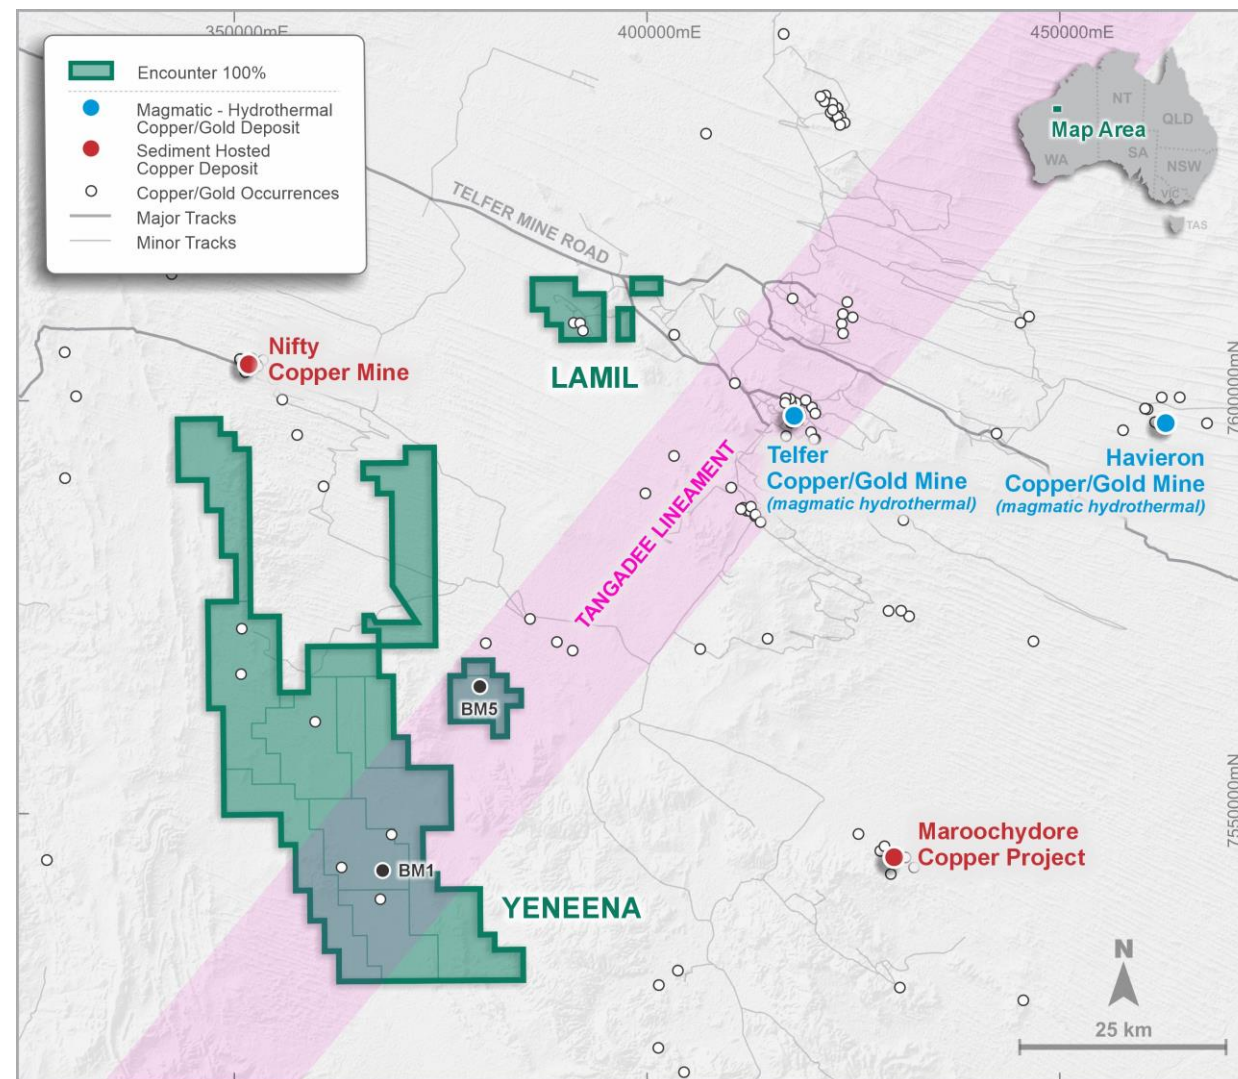 350000mE
400000mE
450000mE
Encounter 100%
Magmatic - Hydrothermal
Copper/Gold Deposit
Sediment Hosted
Copper Deposit
Copper/Gold Occurrences
Major Tracks
Minor Tracks
Map Area
NT
QLD
WA
SA
NSW
VIC
TAS
TELFER MINE ROAD
Nifty
Copper Mine
LAMIL
7600000mN
Telfer
Copper/Gold Mine
(magmatic hydrothermal)
Havieron
Copper/Gold Mine
(magmatic hydrothermal)
TANGADEE LINEAMENT
BM5
7550000mN
Maroochydore
Copper Project
BM1
YENEENA
N
25 km